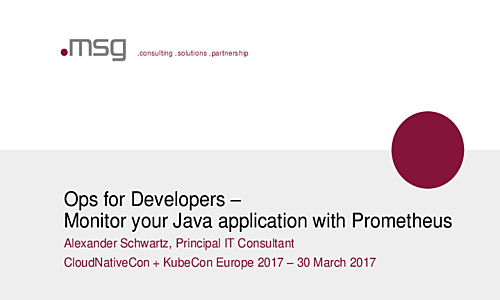 .msg
.consulting .solutions .partnership
Ops for Developers –
Monitor your Java application with Prometheus
Alexander Schwartz, Principal IT Consultant
CloudNativeCon + KubeCon Europe 2017 – 30 March 2017